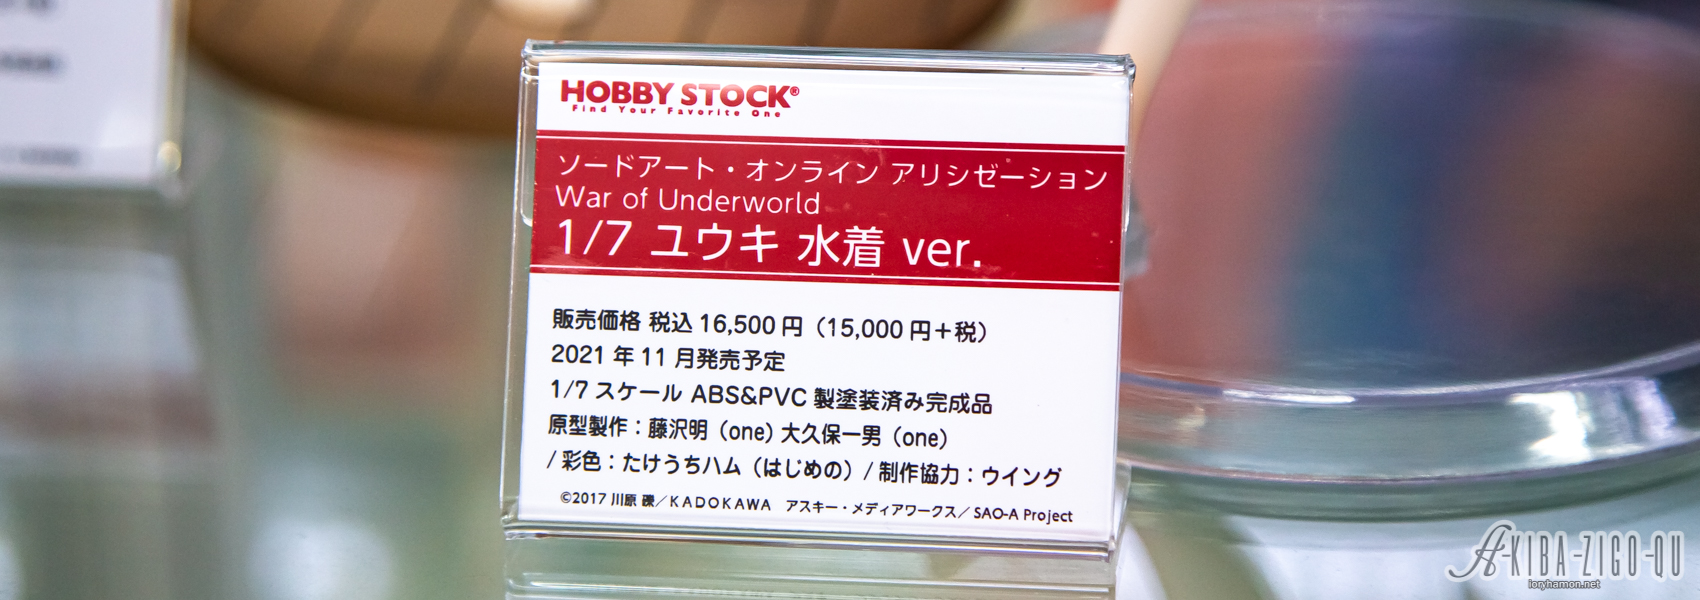 HOBBY STOCK®
Find Your Favorite One
ソードアート・オンライン アリシゼーション
War of Underworld
1/7 ユウキ 水着 ver.
販売価格 税込 16,500 円（15,000 円＋税）
2021 年 11 月発売予定
1/7 スケール ABS&PVC 製塗装済み完成品
原型製作：藤沢明（one) 大久保一男（one）
/ 彩色：たけうちハム（はじめの）/ 制作協力：ウイング
©2017 川原 礫／KADOKAWA アスキー・メディアワークス／SAO-A Project
AKIBA-ZIGO-QU
ioryhamon.net